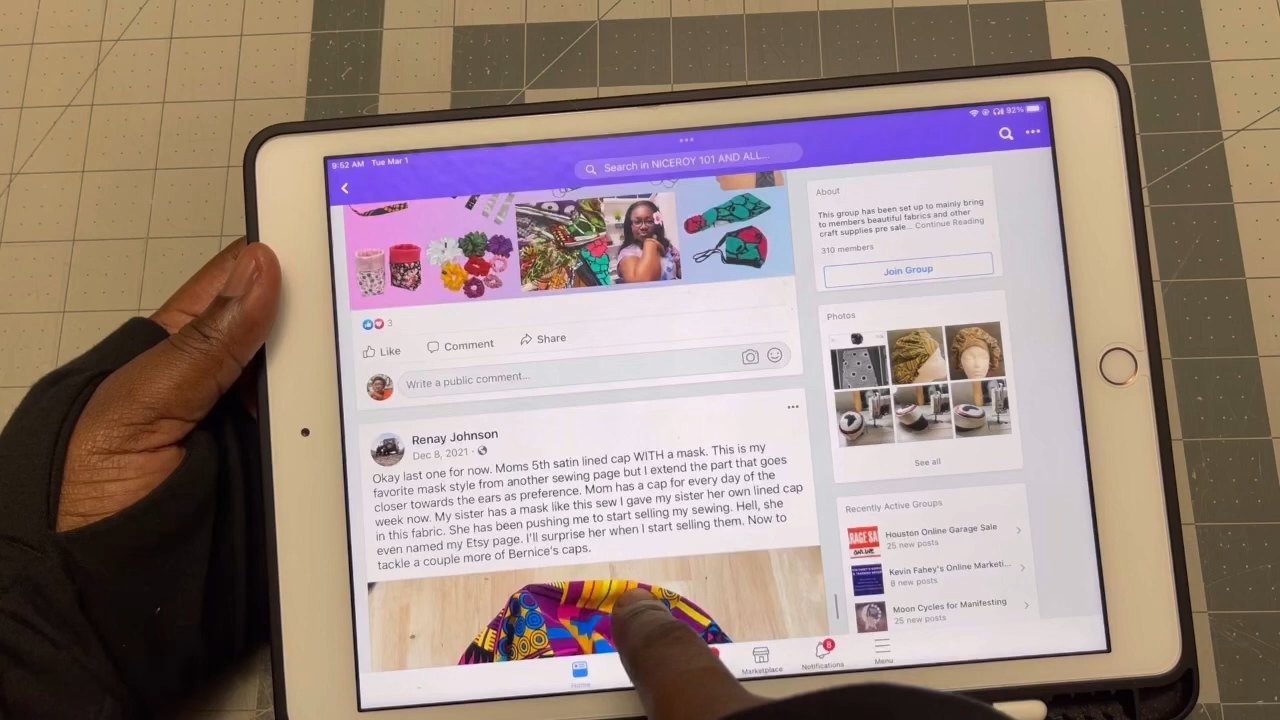 9:52 AM Tue Mar 1
92%
Search in NICEROY 101 AND ALL...
3
Like
Comment
Share
Write a public comment...
Renay Johnson
Dec 8, 2021 ·
Okay last one for now. Moms 5th satin lined cap WITH a mask. This is my
favorite mask style from another sewing page but I extend the part that goes
closer towards the ears as preference. Mom has a cap for every day of the
week now. My sister has a mask like this sew I gave my sister her own lined cap
in this fabric. She has been pushing me to start selling my sewing. Hell, she
even named my Etsy page. I'll surprise her when I start selling them. Now to
tackle a couple more of Bernice's caps.
About
This group has been set up to mainly bring
to members beautiful fabrics and other
craft supplies pre sale... Continue Reading
310 members
Join Group
Photos
See all
Recently Active Groups
Houston Online Garage Sale
25 new posts
Kevin Fahey's Online Marketi...
8 new posts
Moon Cycles for Manifesting
25 new posts
Home
Marketplace
8
Notifications
Menu